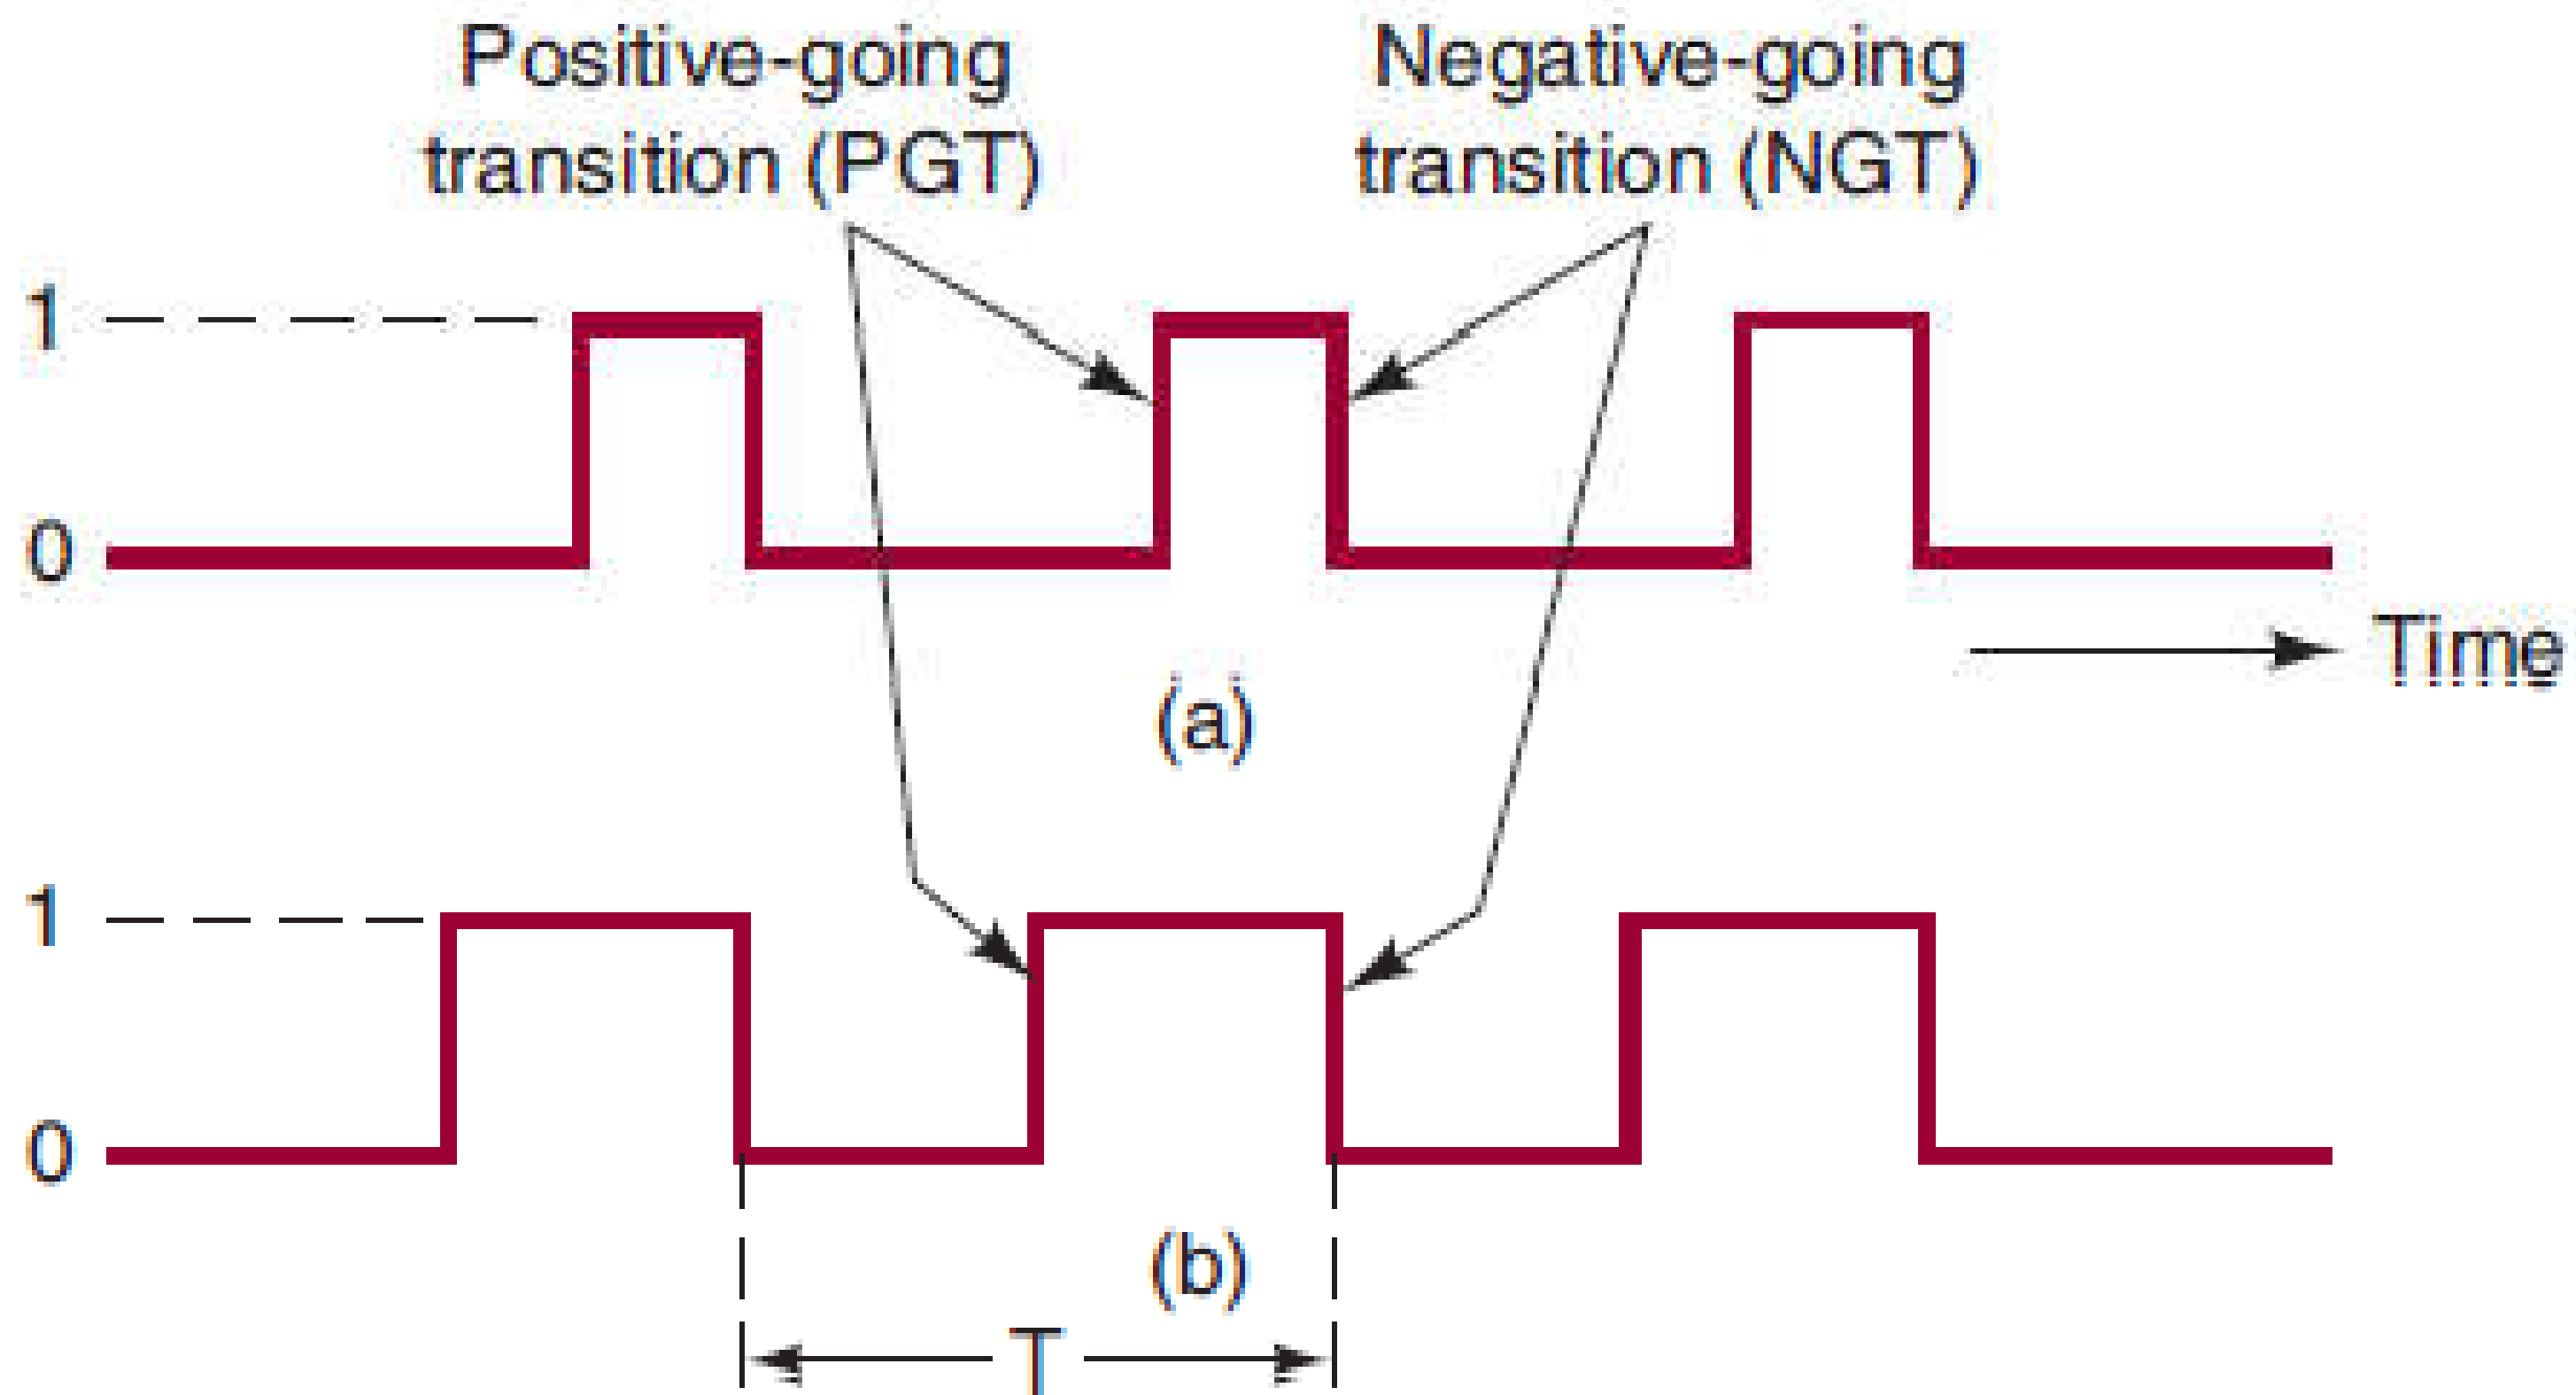 Positive-going
transition (PGT)
Negative-going
transition (NGT)
1
0
Time
(a)
1
0
(b)
T